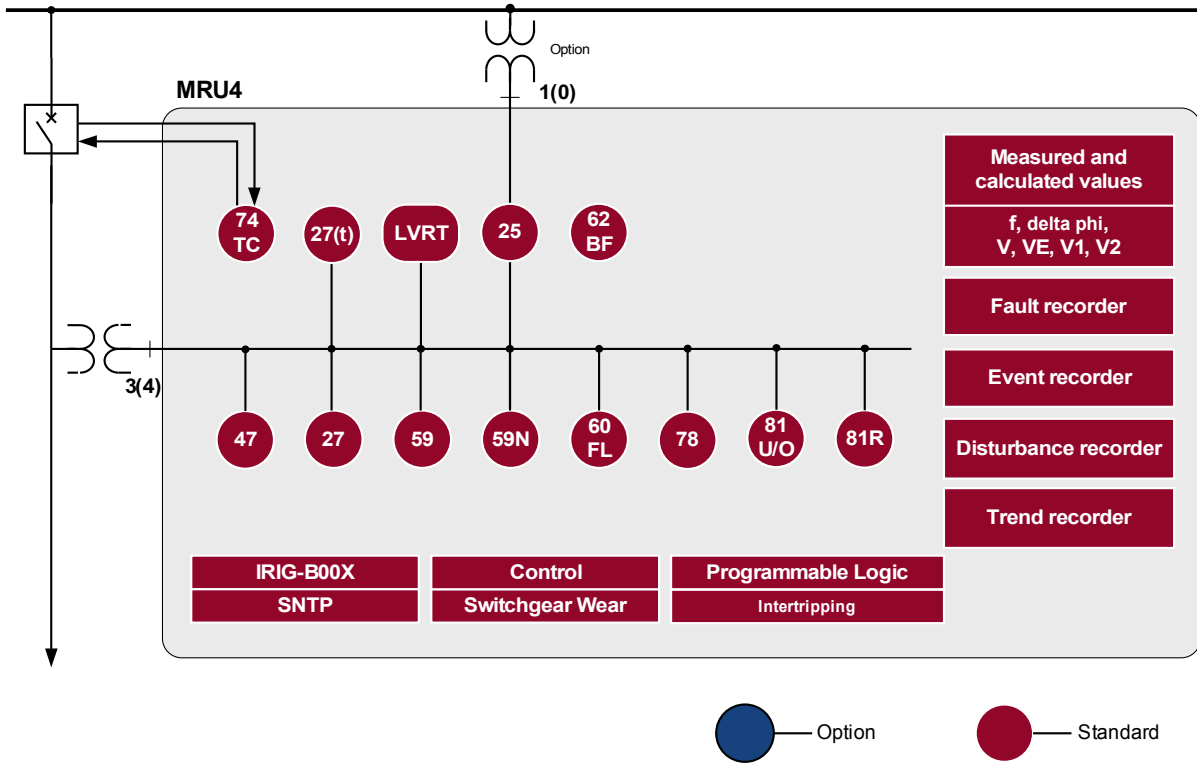 Option
1(0)
MRU4
Measured and
calculated values
f, delta phi,
V, VE, V1, V2
74
TC
27(t)
LVRT
25
62
BF
Fault recorder
3(4)
Event recorder
47
27
59
59N
60
FL
78
81
U/O
81R
Disturbance recorder
Trend recorder
IRIG-B00X
Control
Programmable Logic
SNTP
Switchgear Wear
Intertripping
Option
Standard